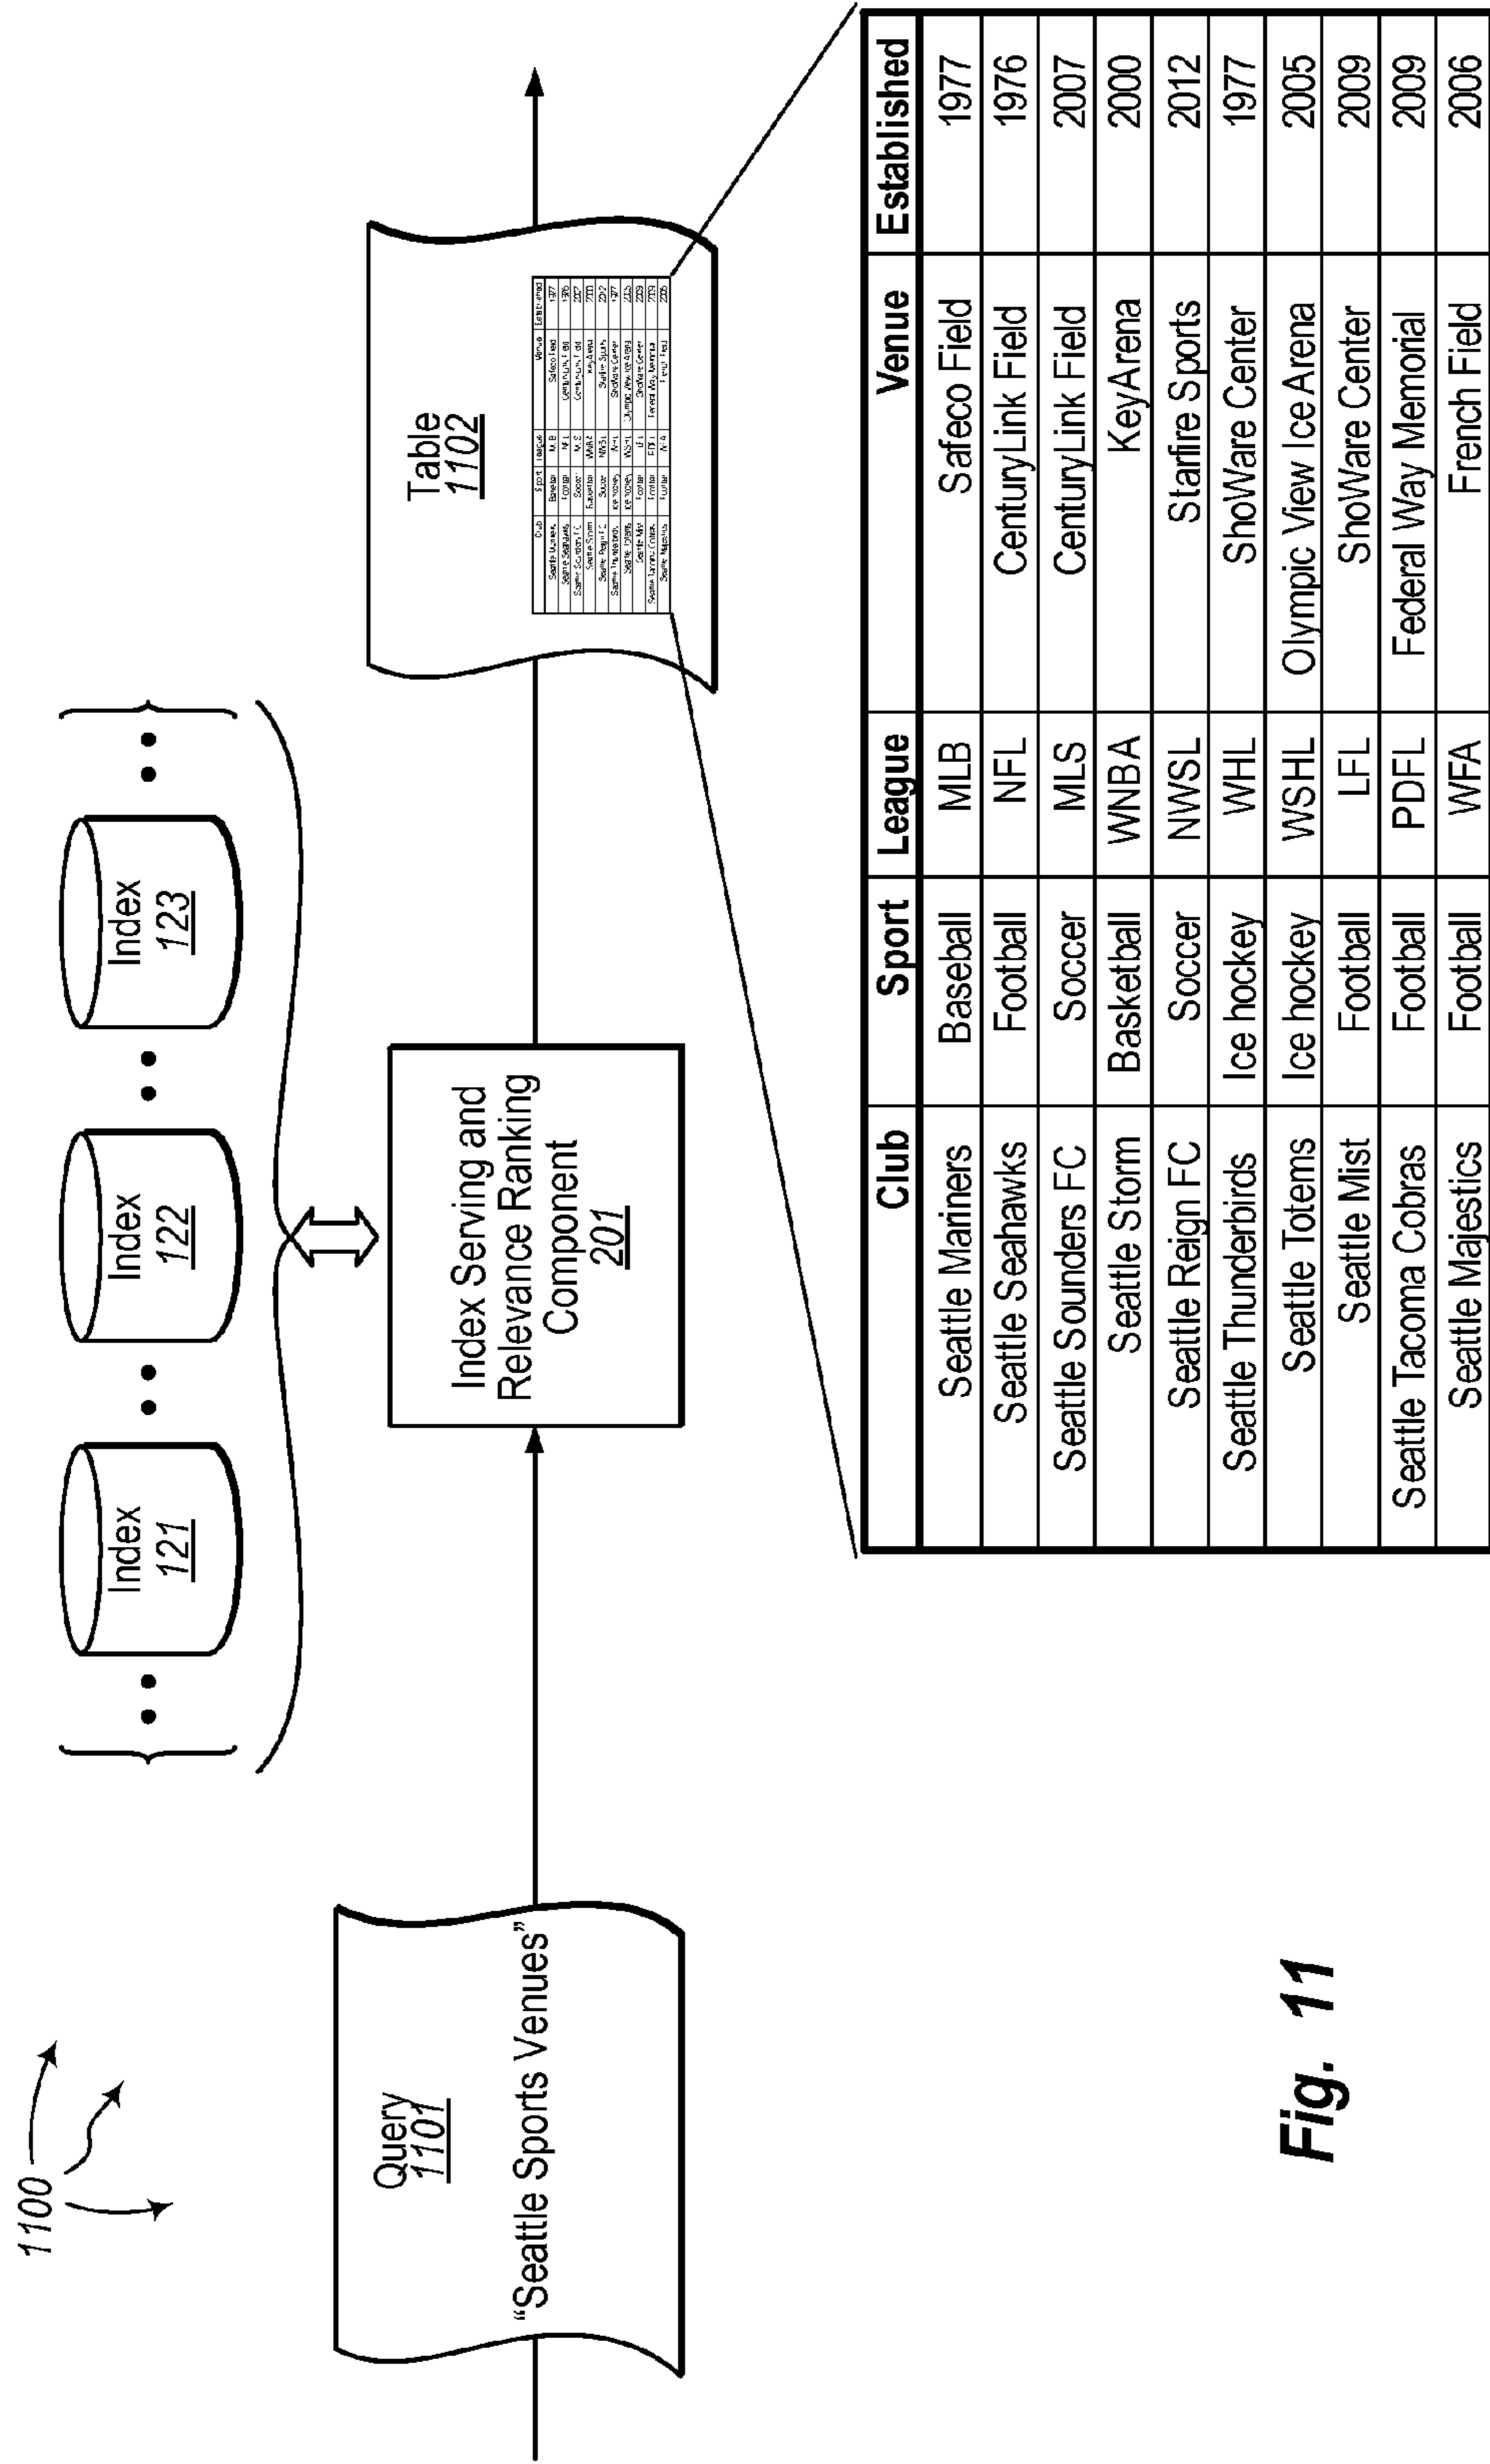 1100
Index
121
Index
122
Index
123
Query
1101
“Seattle Sports Venues”
Index Serving and
Relevance Ranking
Component
201
Table
1102
Club Sport League Venue Established
Seattle Mariners Baseball MLB Safeco Field 1977
Seattle Seahawks Football NFL CenturyLink Field 1976
Seattle Sounders FC Soccer MLS CenturyLink Field 2007
Seattle Storm Basketball WNBA KeyArena 2000
Seattle Reign FC Soccer NWSL Starfire Sports 2012
Seattle Thunderbirds Ice hockey WHL ShoWare Center 1977
Seattle Totems Ice hockey WSHL Olympic View Ice Arena 2005
Seattle Mist Football LFL ShoWare Center 2009
Seattle Tacoma Cobras Football PDFL Federal Way Memorial 2009
Seattle Majestics Football WFA French Field 2006
Fig. 11